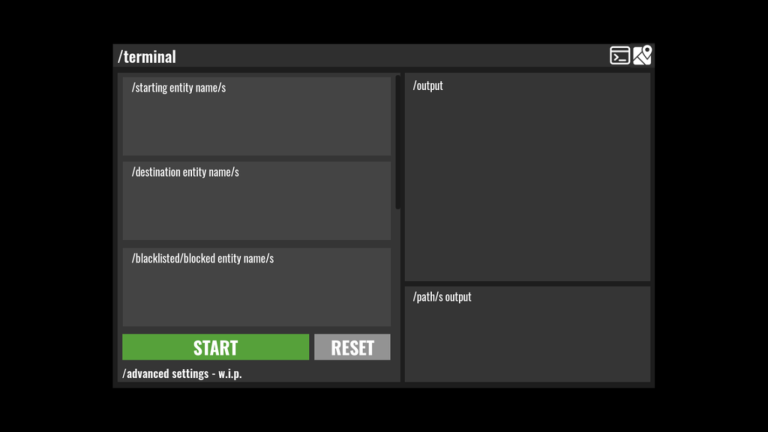 /terminal
/starting entity name/s
/destination entity name/s
/blacklisted/blocked entity name/s
START
RESET
/advanced settings - w.i.p.
/output
/path/s output